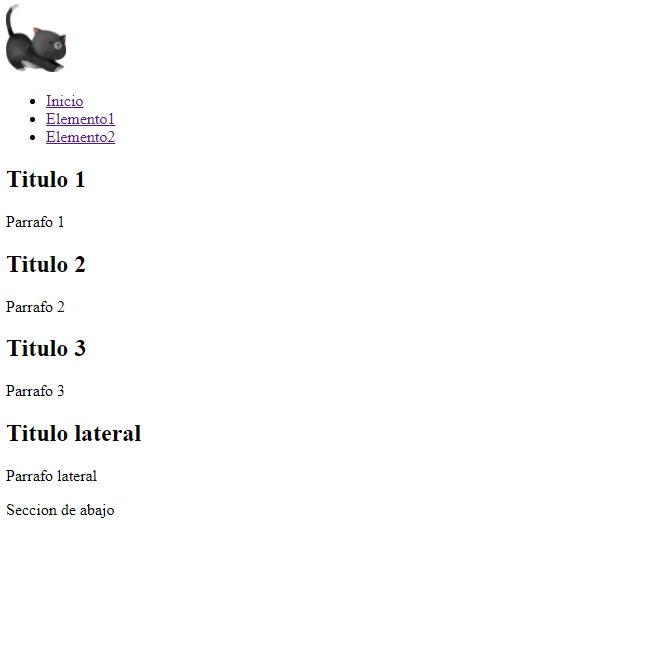 Inicio
Elemento1
Elemento2
Titulo 1
Parrafo 1
Titulo 2
Parrafo 2
Titulo 3
Parrafo 3
Titulo lateral
Parrafo lateral
Seccion de abajo